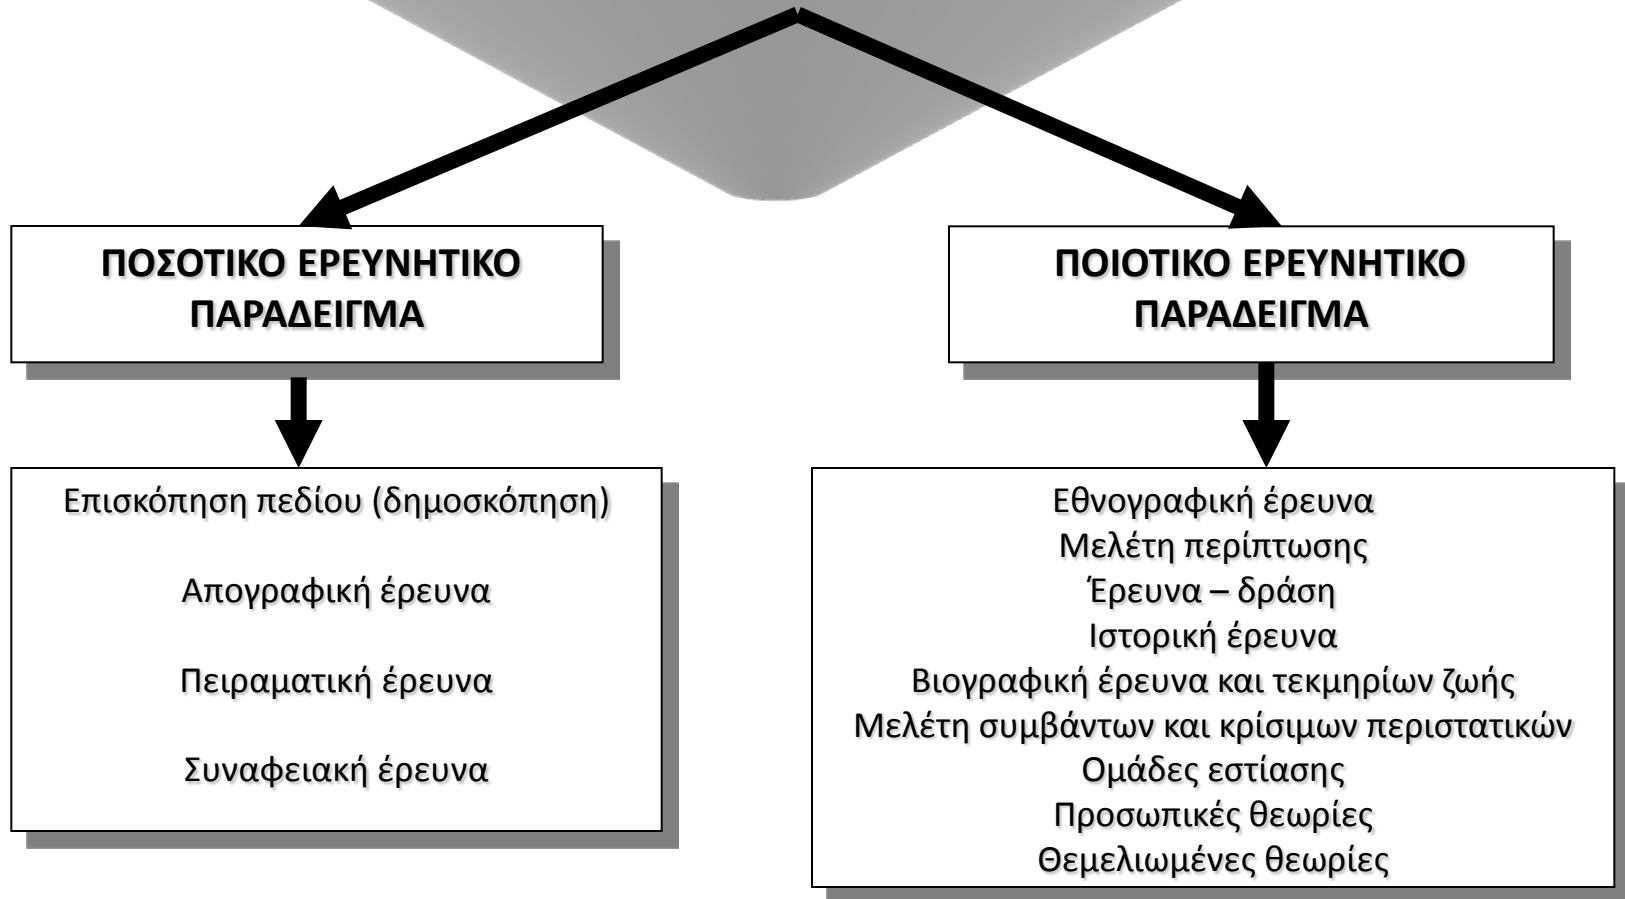 ΠΟΣΟΤΙΚΟ ΕΡΕΥΝΗΤΙΚΟ
ΠΑΡΑΔΕΙΓΜΑ
Επισκόπηση πεδίου (δημοσκόπηση)
Απογραφική έρευνα
Πειραματική έρευνα
Συναφειακή έρευνα
ΠΟΙΟΤΙΚΟ ΕΡΕΥΝΗΤΙΚΟ
ΠΑΡΑΔΕΙΓΜΑ
Εθνογραφική έρευνα
Μελέτη περίπτωσης
Έρευνα – δράση
Ιστορική έρευνα
Βιογραφική έρευνα και τεκμηρίων ζωής
Μελέτη συμβάντων και κρίσιμων περιστατικών
Ομάδες εστίασης
Προσωπικές θεωρίες
Θεμελιωμένες θεωρίες